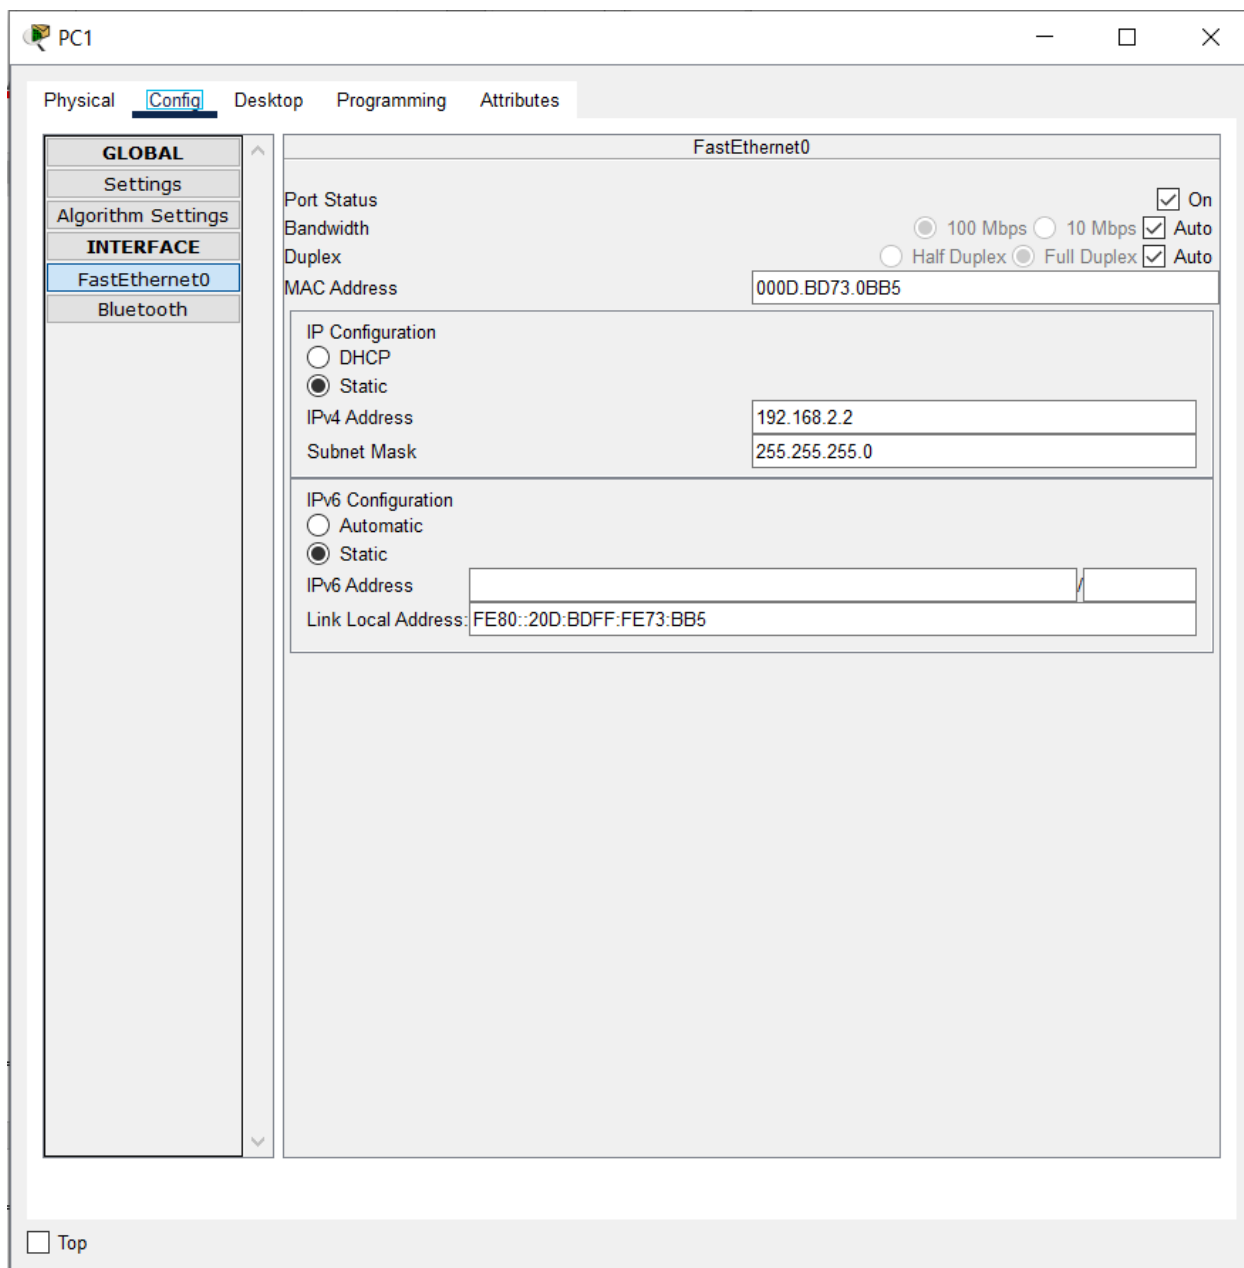 PC1
Physical Config Desktop Programming Attributes
GLOBAL
Settings
Algorithm Settings
INTERFACE
FastEthernet0
Bluetooth
FastEthernet0
Port Status On
Bandwidth 100 Mbps 10 Mbps Auto
Duplex Half Duplex Full Duplex Auto
MAC Address 000D.BD73.0BB5
IP Configuration
DHCP
Static
IPv4 Address 192.168.2.2
Subnet Mask 255.255.255.0
IPv6 Configuration
Automatic
Static
IPv6 Address /
Link Local Address: FE80::20D:BDFF:FE73:BB5
Top